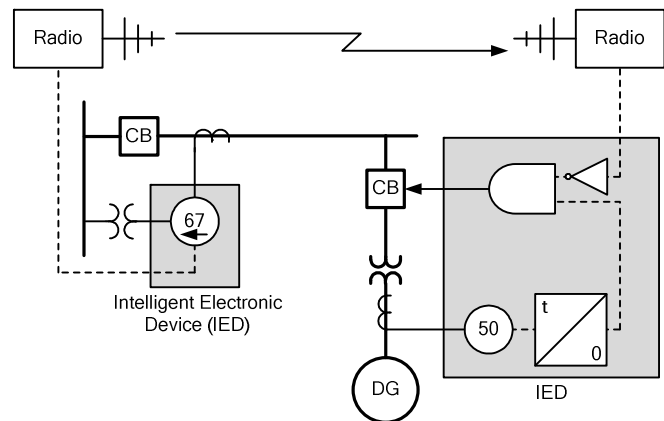 Radio
Radio
CB
CB
67
Intelligent Electronic
Device (IED)
t
50
0
DG
IED